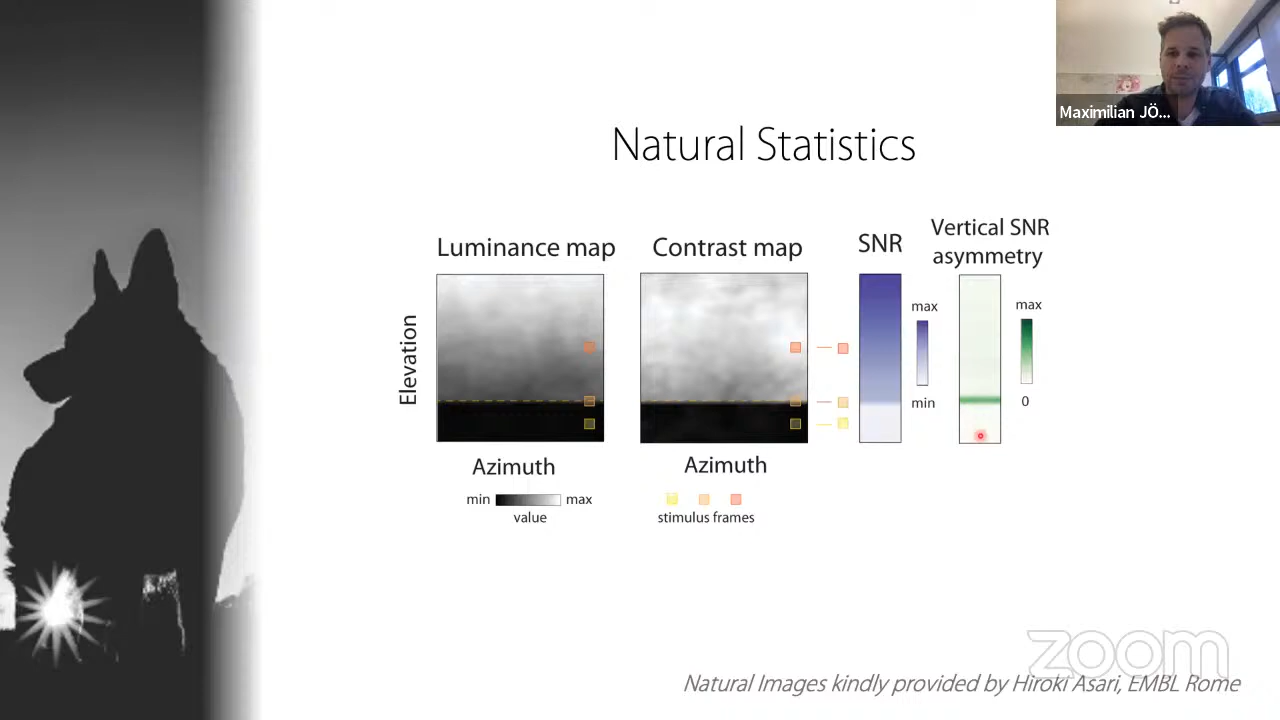 Maximilian JÖ...
Natural Statistics
Luminance map
Contrast map
SNR
Vertical SNR
asymmetry
Elevation
max
min
max
0
Azimuth
Azimuth
min
max
value
stimulus frames
zoom
Natural Images kindly provided by Hiroki Asari, EMBL Rome